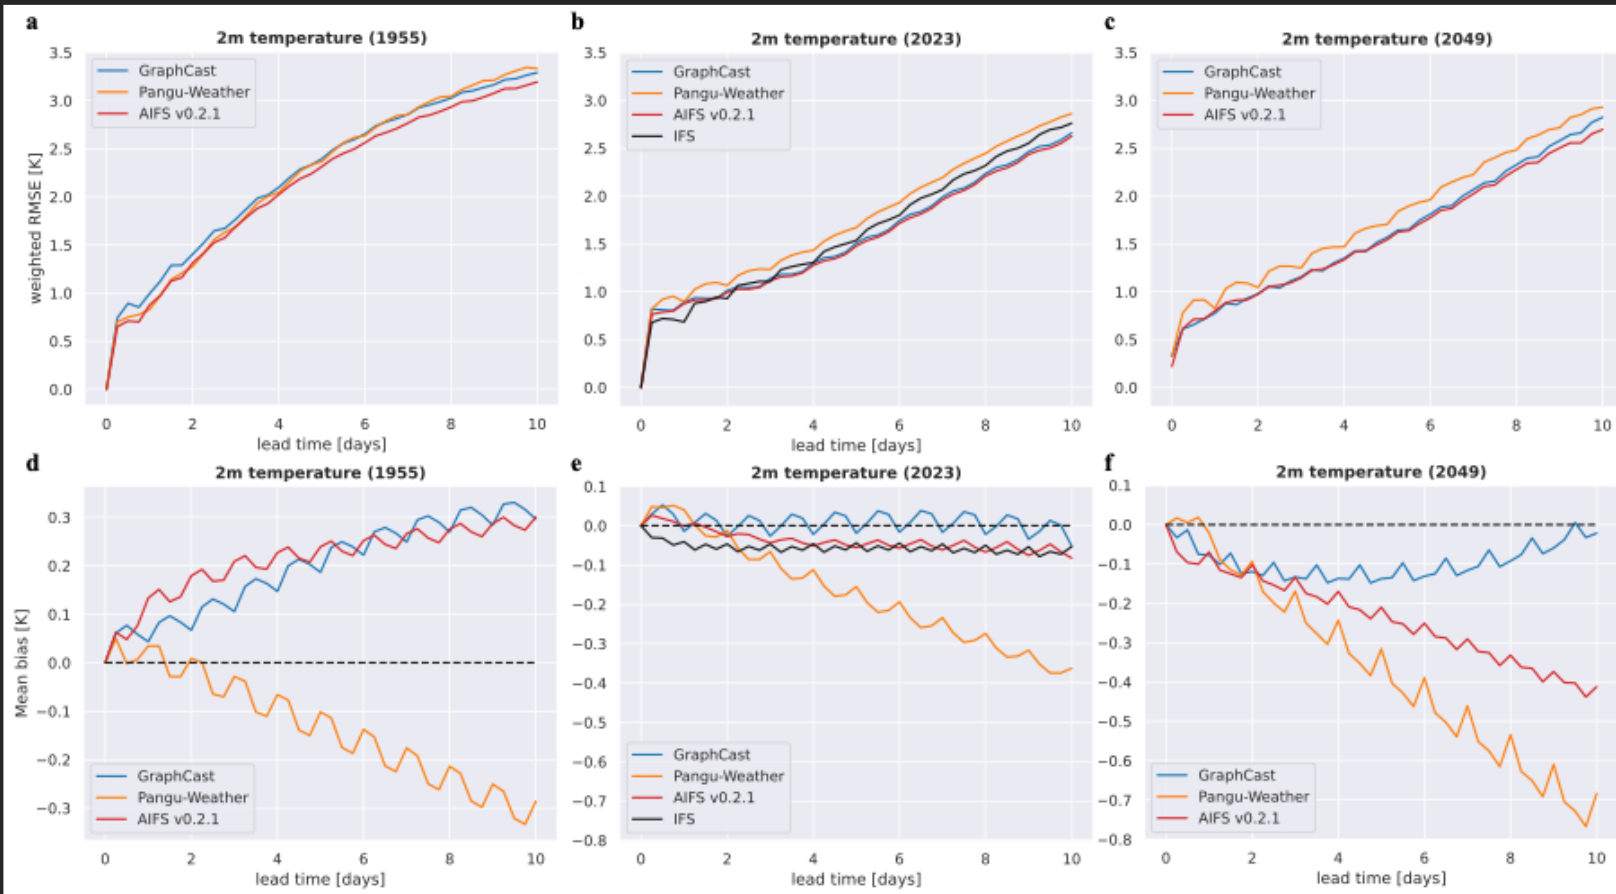 a
2m temperature (1955)
weighted RMSE [K]
3.5
3.0
2.5
2.0
1.5
1.0
0.5
0.0
GraphCast
Pangu-Weather
AIFS v0.2.1
0 2 4 6 8 10
lead time [days]
b
2m temperature (2023)
3.5
3.0
2.5
2.0
1.5
1.0
0.5
0.0
GraphCast
Pangu-Weather
AIFS v0.2.1
IFS
0 2 4 6 8 10
lead time [days]
c
2m temperature (2049)
3.5
3.0
2.5
2.0
1.5
1.0
0.5
0.0
GraphCast
Pangu-Weather
AIFS v0.2.1
0 2 4 6 8 10
d
2m temperature (1955)
Mean bias [K]
0.3
0.2
0.1
0.0
−0.1
−0.2
−0.3
GraphCast
Pangu-Weather
AIFS v0.2.1
0 2 4 6 8 10
lead time [days]
e
2m temperature (2023)
0.1
0.0
−0.1
−0.2
−0.3
−0.4
−0.5
−0.6
−0.7
−0.8
GraphCast
Pangu-Weather
AIFS v0.2.1
IFS
0 2 4 6 8 10
lead time [days]
f
2m temperature (2049)
0.1
0.0
−0.1
−0.2
−0.3
−0.4
−0.5
−0.6
−0.7
−0.8
GraphCast
Pangu-Weather
AIFS v0.2.1
0 2 4 6 8 10
lead time [days]